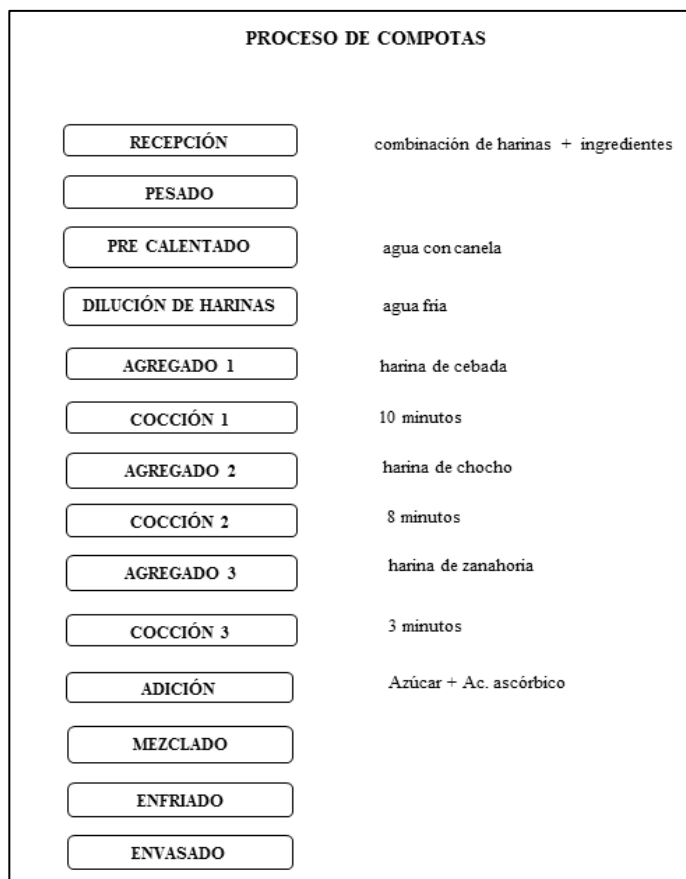 PROCESO DE COMPOTAS
RECEPCIÓN combinación de harinas + ingredientes
PESADO
PRE CALENTADO agua con canela
DILUCIÓN DE HARINAS agua fria
AGREGADO 1 harina de cebada
COCCIÓN 1 10 minutos
AGREGADO 2 harina de chocho
COCCIÓN 2 8 minutos
AGREGADO 3 harina de zanahoria
COCCIÓN 3 3 minutos
ADICIÓN Azúcar + Ac. ascórbico
MEZCLADO
ENFRIADO
ENVASADO